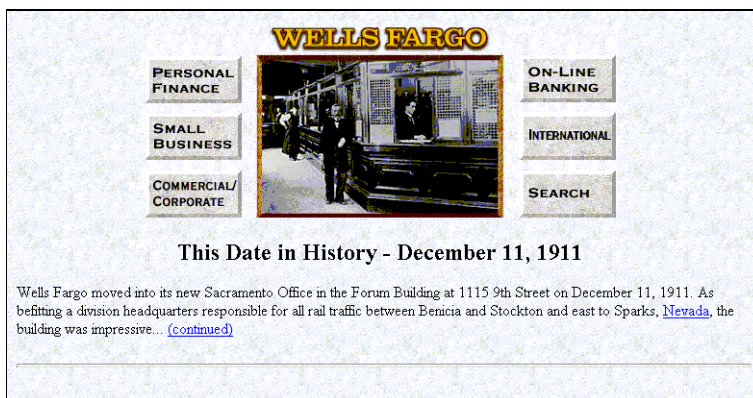 WELLS FARGO
PERSONAL
FINANCE
ON-LINE
BANKING
SMALL
BUSINESS
INTERNATIONAL
COMMERCIAL/
CORPORATE
SEARCH
This Date in History - December 11, 1911
Wells Fargo moved into its new Sacramento Office in the Forum Building at 1115 9th Street on December 11, 1911. As
befitting a division headquarters responsible for all rail traffic between Benicia and Stockton and east to Sparks, Nevada, the
building was impressive... (continued)